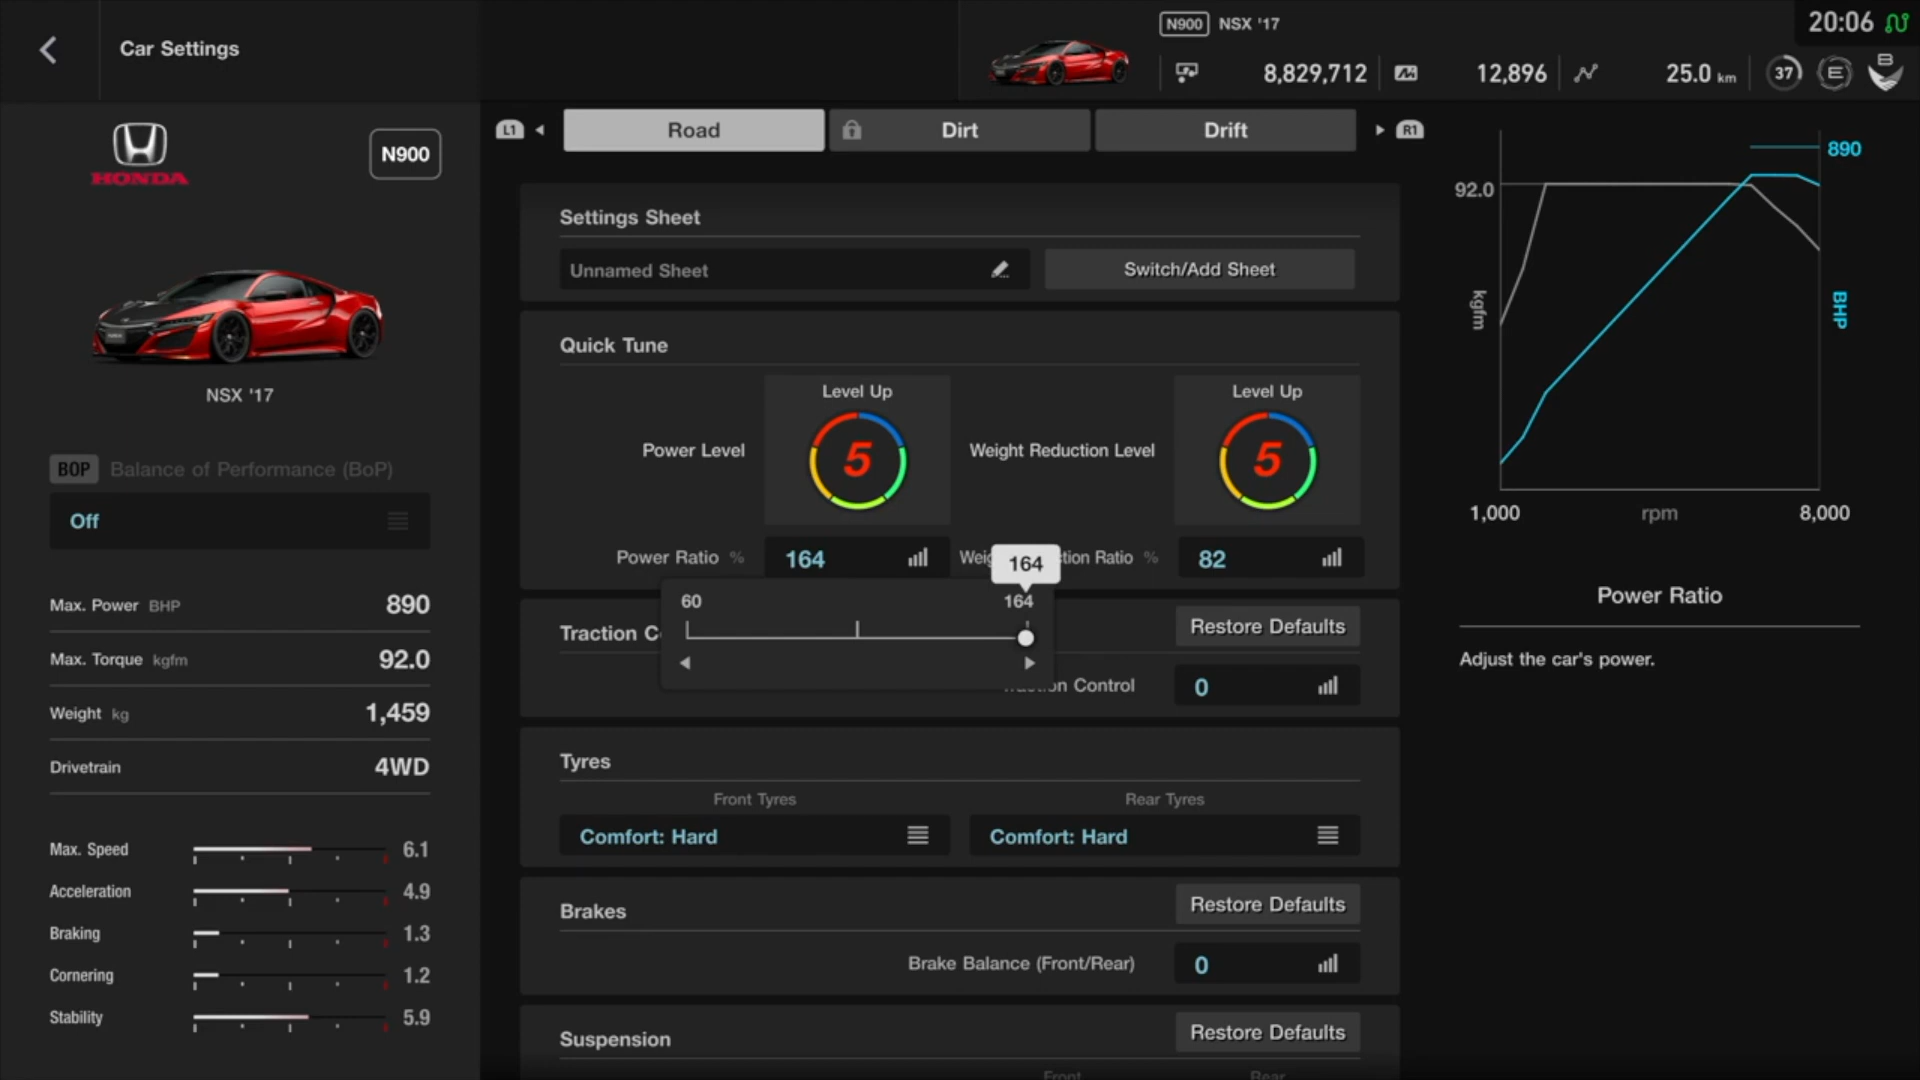 Car Settings
N900 NSX '17
20:06
8,829,712
12,896
25.0 km
37
E
B
HONDA
N900
NSX '17
BOP Balance of Performance (BoP)
Off
Max. Power BHP 890
Max. Torque kgfm 92.0
Weight kg 1,459
Drivetrain 4WD
Max. Speed 6.1
Acceleration 4.9
Braking 1.3
Cornering 1.2
Stability 5.9
L1 Road Dirt Drift R1
Settings Sheet
Unnamed Sheet
Switch/Add Sheet
Quick Tune
Level Up
Power Level
5
Level Up
Weight Reduction Level
5
Power Ratio % 164
Weig
tion Ratio % 82
164
60
164
Traction C
Restore Defaults
Control 0
Tyres
Front Tyres
Rear Tyres
Comfort: Hard
Comfort: Hard
Brakes
Restore Defaults
Brake Balance (Front/Rear) 0
Suspension
Restore Defaults
Front
Rear
890
92.0
kgfm
BHP
1,000 rpm 8,000
Power Ratio
Adjust the car's power.